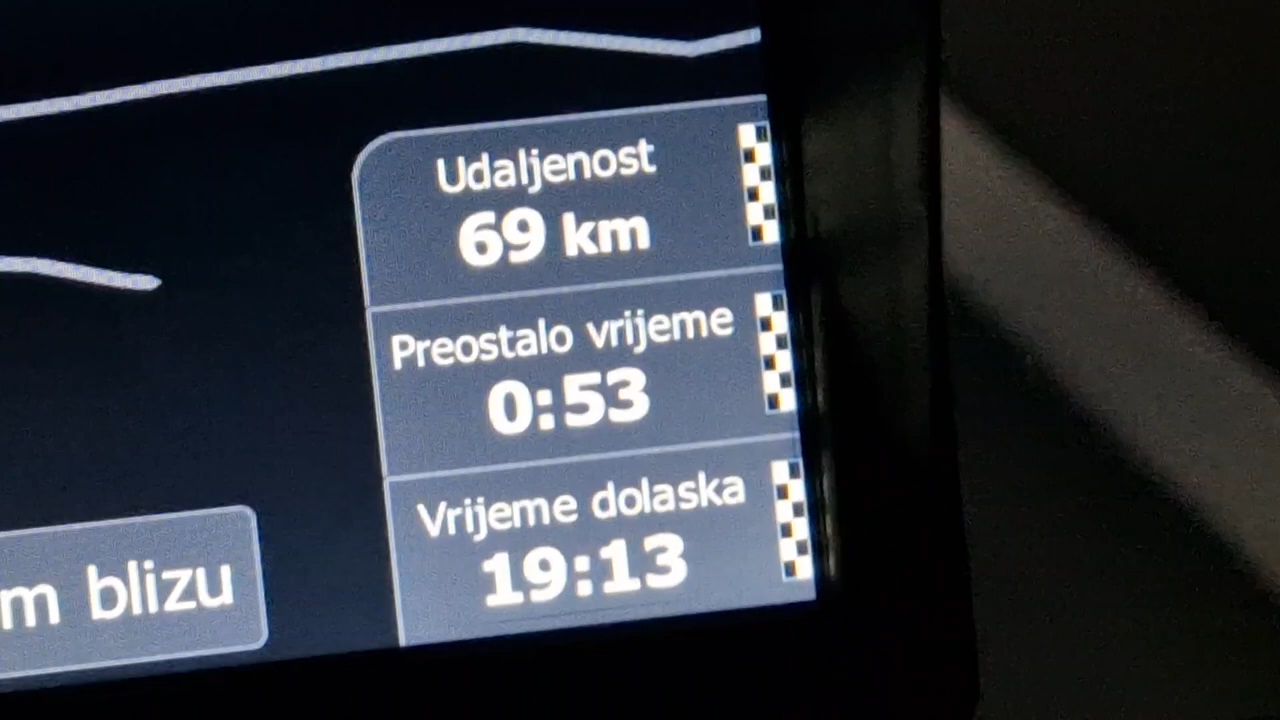 Udaljenost
69 km
Preostalo vrijeme
0:53
Vrijeme dolaska
19:13
m blizu